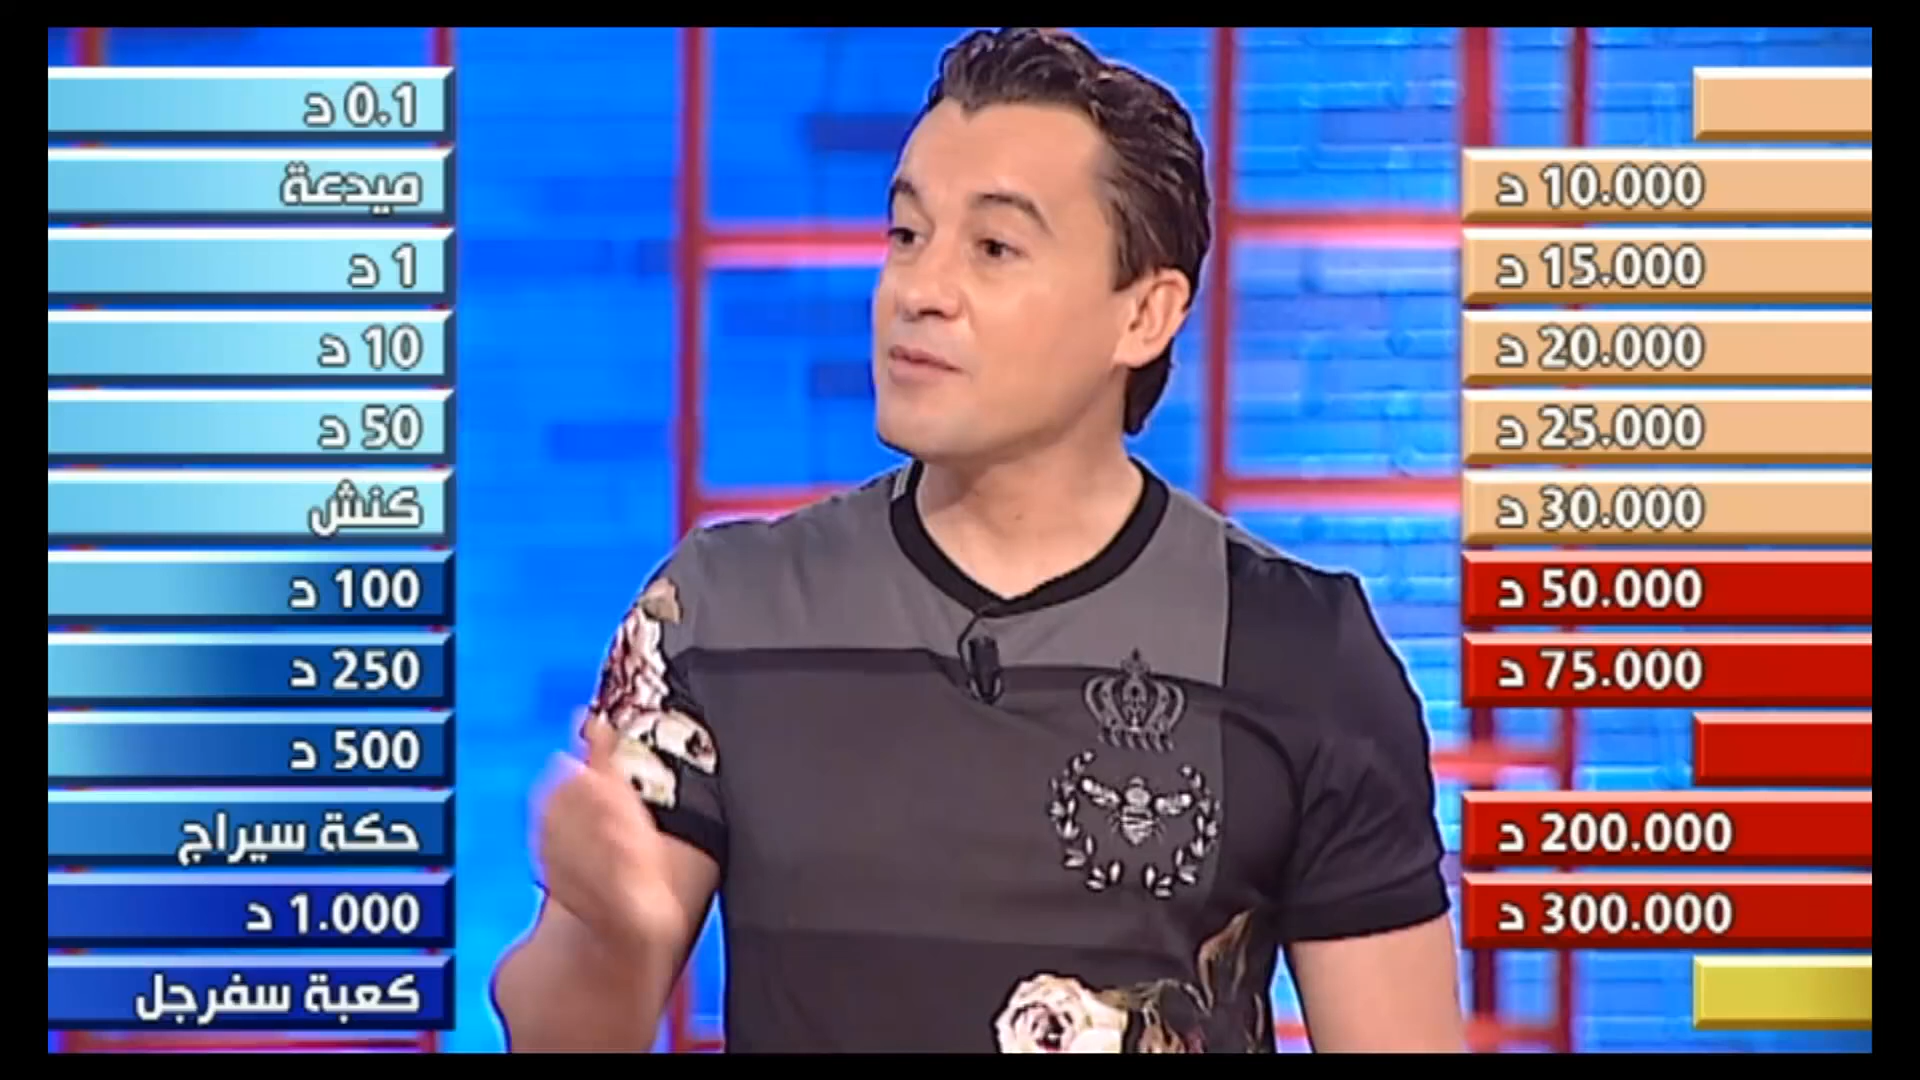 0.1 د
ميدعة
1 د
10 د
50 د
كنش
100 د
250 د
500 د
حكة سيراج
1.000 د
كعبة سفرجل
10.000 د
15.000 د
20.000 د
25.000 د
30.000 د
50.000 د
75.000 د
200.000 د
300.000 د